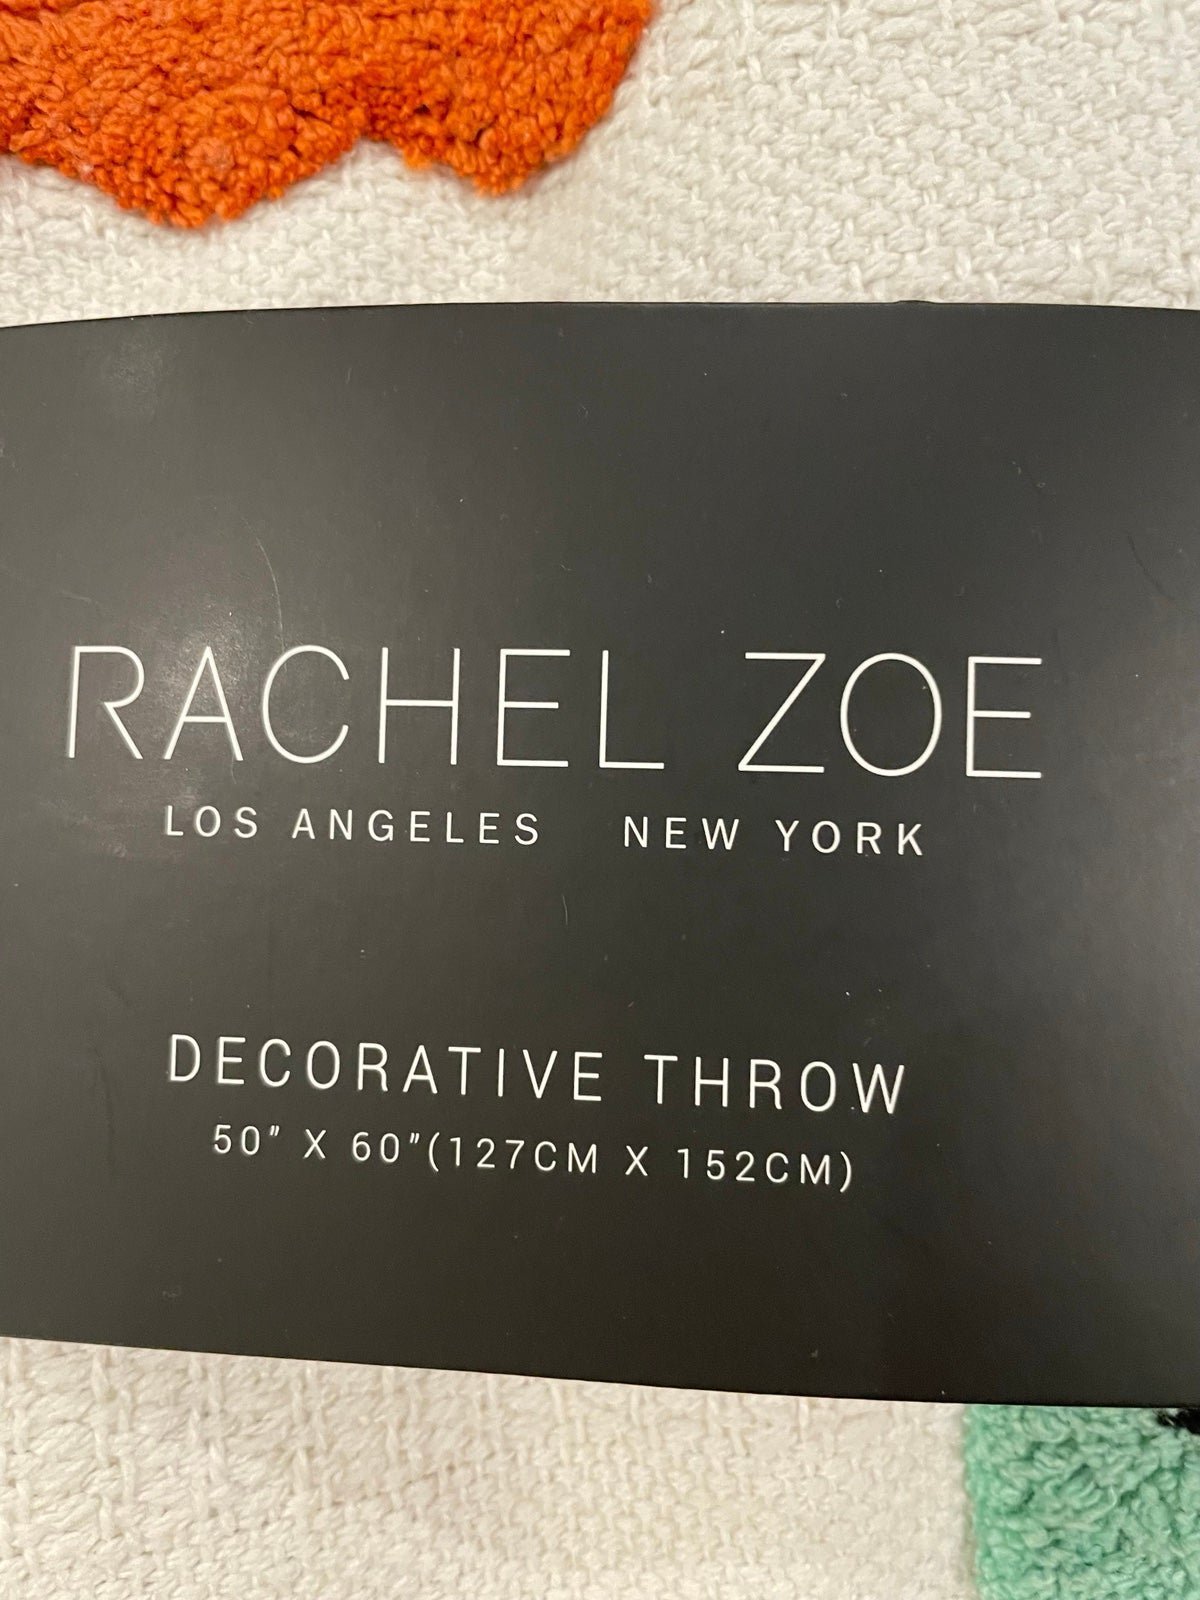 RACHEL ZOE
LOS ANGELES NEW YORK
DECORATIVE THROW
50" X 60"(127CM X 152CM)